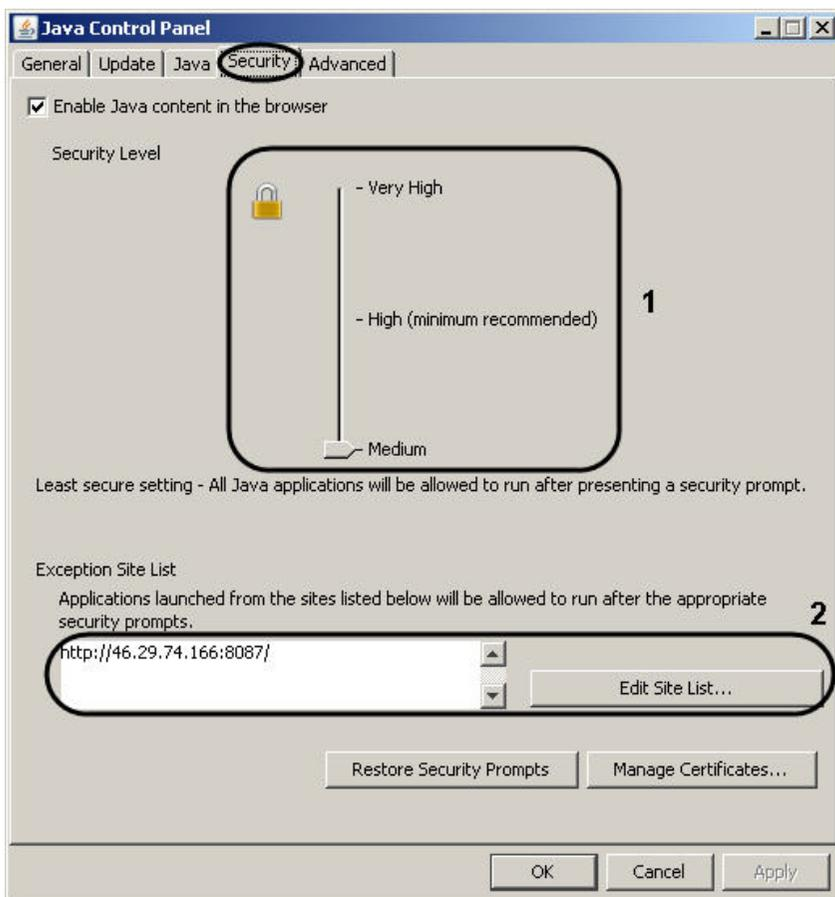 Java Control Panel
General Update Java Security Advanced
Enable Java content in the browser
Security Level
- Very High
- High (minimum recommended)
1
- Medium
Least secure setting - All Java applications will be allowed to run after presenting a security prompt.
Exception Site List
Applications launched from the sites listed below will be allowed to run after the appropriate
security prompts.
2
http://46.29.74.166:8087/
Edit Site List...
Restore Security Prompts Manage Certificates...
OK Cancel Apply